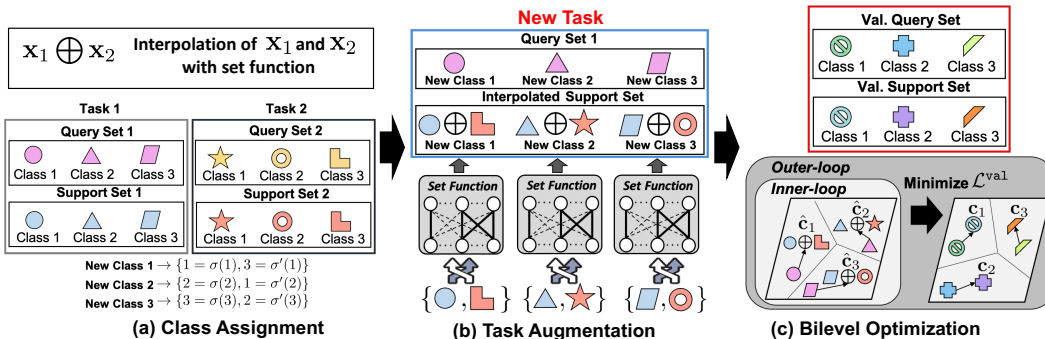 x₁ ⊕ x₂ Interpolation of x₁ and x₂
with set function
Task 1
Query Set 1
Class 1 Class 2 Class 3
Support Set 1
Class 1 Class 2 Class 3
Task 2
Query Set 2
Class 1 Class 2 Class 3
Support Set 2
Class 1 Class 2 Class 3
New Class 1 → {1 = σ(1), 3 = σ′(1)}
New Class 2 → {2 = σ(2), 1 = σ′(2)}
New Class 3 → {3 = σ(3), 2 = σ′(3)}
(a) Class Assignment
New Task
Query Set 1
New Class 1 New Class 2 New Class 3
Interpolated Support Set
New Class 1 New Class 2 New Class 3
Set Function Set Function Set Function
{ , } { , } { , }
(b) Task Augmentation
Val. Query Set
Class 1 Class 2 Class 3
Val. Support Set
Class 1 Class 2 Class 3
Outer-loop
Inner-loop
Minimize ℒᵛᵃˡ
ĉ₁
ĉ₂
ĉ₃
c₁
c₃
c₂
(c) Bilevel Optimization